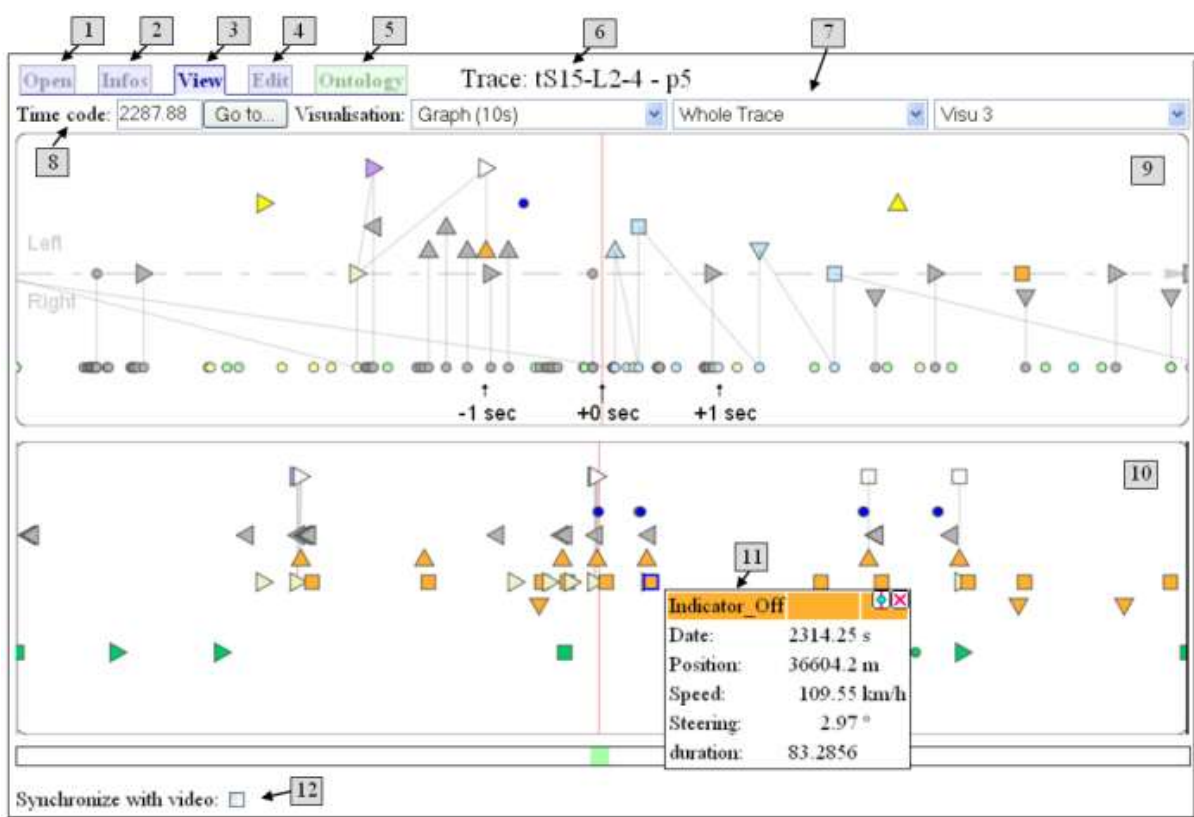 1 2 3 4 5 6 7
Open Infos View Edit Ontology Trace: tS15-L2-4 - p5
Time code: 2287.88 Go to... Visualisation: Graph (10s) Whole Trace Visu 3
8
9
Left
Right
-1 sec +0 sec +1 sec
10
11
Indicator_Off
Date: 2314.25 s
Position: 36604.2 m
Speed: 109.55 km/h
Steering: 2.97 °
duration: 83.2856
Synchronize with video: 12